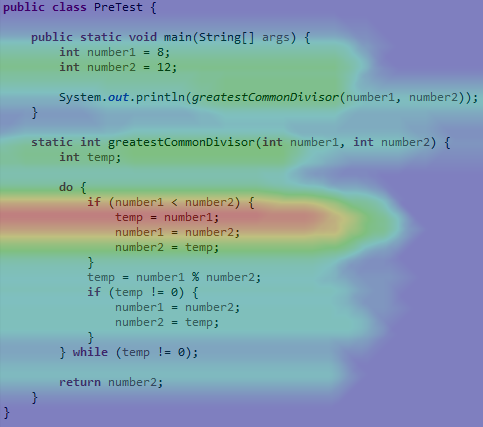 public class PreTest {
public static void main(String[] args) {
int number1 = 8;
int number2 = 12;
System.out.println(greatestCommonDivisor(number1, number2));
}
static int greatestCommonDivisor(int number1, int number2) {
int temp;
do {
if (number1 < number2) {
temp = number1;
number1 = number2;
number2 = temp;
}
temp = number1 % number2;
if (temp != 0) {
number1 = number2;
number2 = temp;
}
} while (temp != 0);
return number2;
}
}